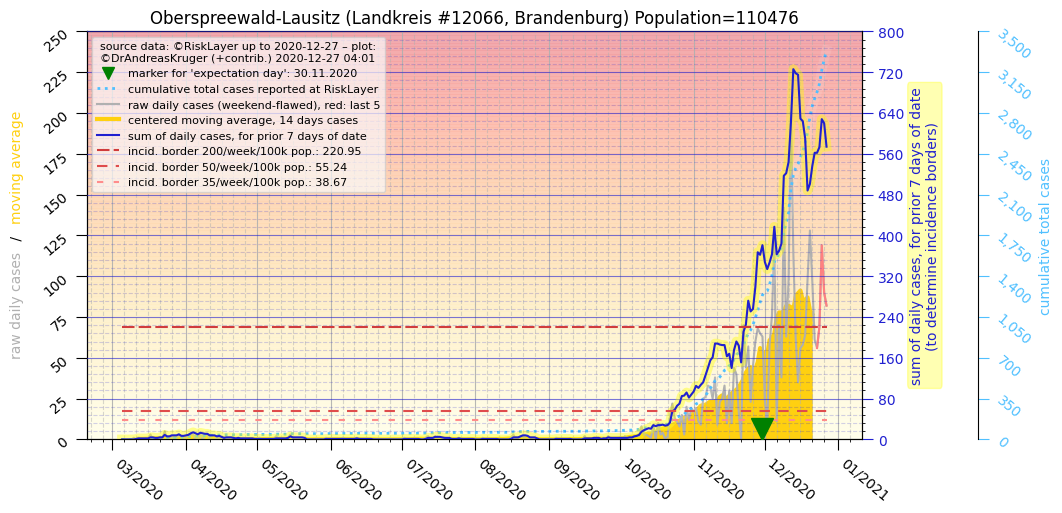 Oberspreewald-Lausitz (Landkreis #12066, Brandenburg) Population=110476
source data: ©RiskLayer up to 2020-12-27 – plot:
©DrAndreasKruger (+contrib.) 2020-12-27 04:01
marker for 'expectation day': 30.11.2020
cumulative total cases reported at RiskLayer
raw daily cases (weekend-flawed), red: last 5
centered moving average, 14 days cases
sum of daily cases, for prior 7 days of date
incid. border 200/week/100k pop.: 220.95
incid. border 50/week/100k pop.: 55.24
incid. border 35/week/100k pop.: 38.67
raw daily cases / moving average
250
225
200
175
150
125
100
75
50
25
0
03/2020
04/2020
05/2020
06/2020
07/2020
08/2020
09/2020
10/2020
11/2020
12/2020
01/2021
800
720
640
560
480
400
320
240
160
80
0
sum of daily cases, for prior 7 days of date
(to determine incidence borders)
3,500
3,150
2,800
2,450
2,100
1,750
1,400
1,050
700
350
0
cumulative total cases